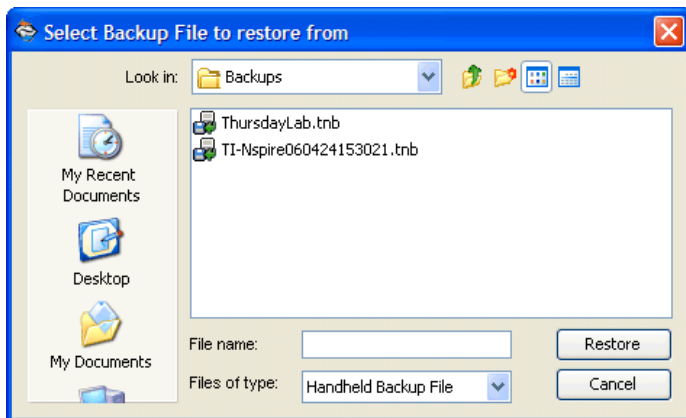 Select Backup File to restore from
Look in:
Backups
My Recent
Documents
Desktop
My Documents
ThursdayLab.tnb
TI-Nspire060424153021.tnb
File name:
Restore
Files of type:
Handheld Backup File
Cancel